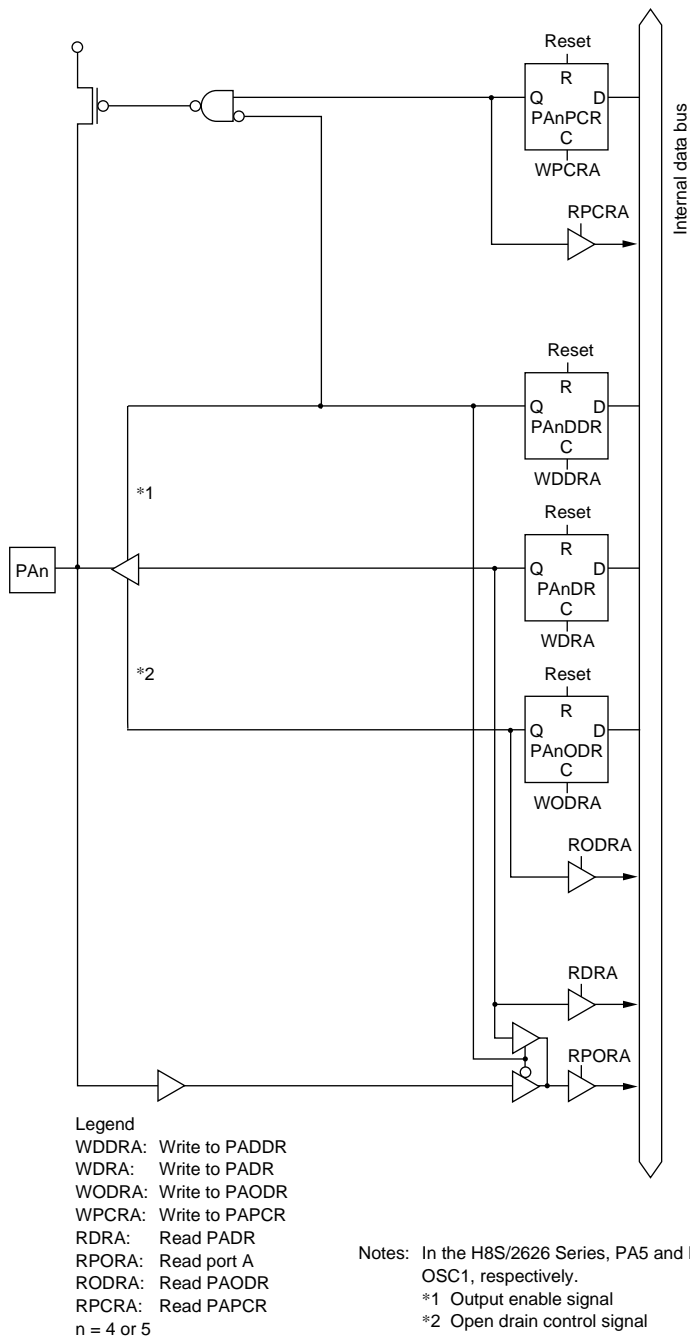 Reset
R
Q D
PAnPCR
C
WPCRA
Internal data bus
RPCRA
Reset
R
Q D
PAnDDR
C
WDDRA
*1
Reset
R
Q D
PAnDR
C
WDRA
PAn
*2
Reset
R
Q D
PAnODR
C
WODRA
RODRA
RDRA
RPORA
Legend
WDDRA: Write to PADDR
WDRA: Write to PADR
WODRA: Write to PAODR
WPCRA: Write to PAPCR
RDRA: Read PADR
RPORA: Read port A
RODRA: Read PAODR
RPCRA: Read PAPCR
n = 4 or 5
Notes: In the H8S/2626 Series, PA5 and
OSC1, respectively.
*1 Output enable signal
*2 Open drain control signal